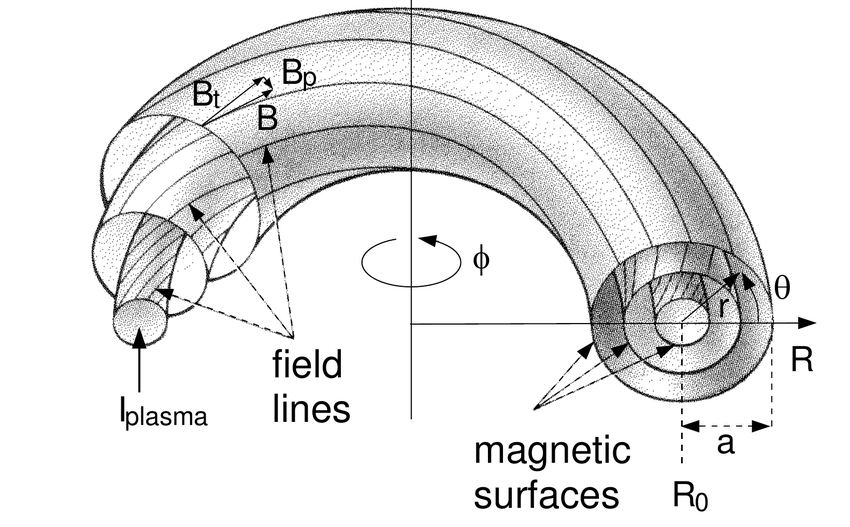 Bt
Bp
B
ϕ
θ
r
R
field
lines
Iplasma
a
magnetic
surfaces
R0